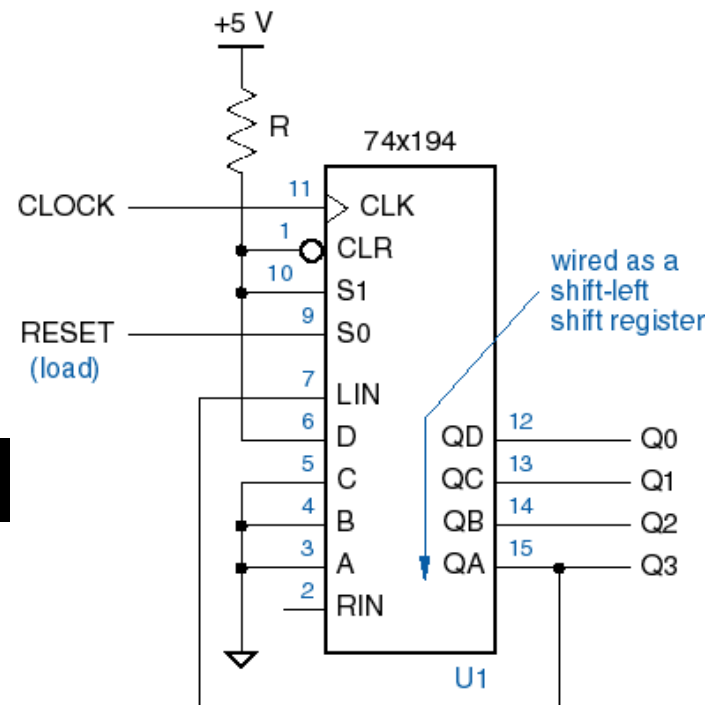 +5 V
R
74x194
CLOCK 11 CLK
1 CLR
10 S1
RESET 9 S0
(load)
wired as a
shift-left
shift register
7 LIN
6 D QD 12 Q0
5 C QC 13 Q1
4 B QB 14 Q2
3 A QA 15 Q3
2 RIN
U1